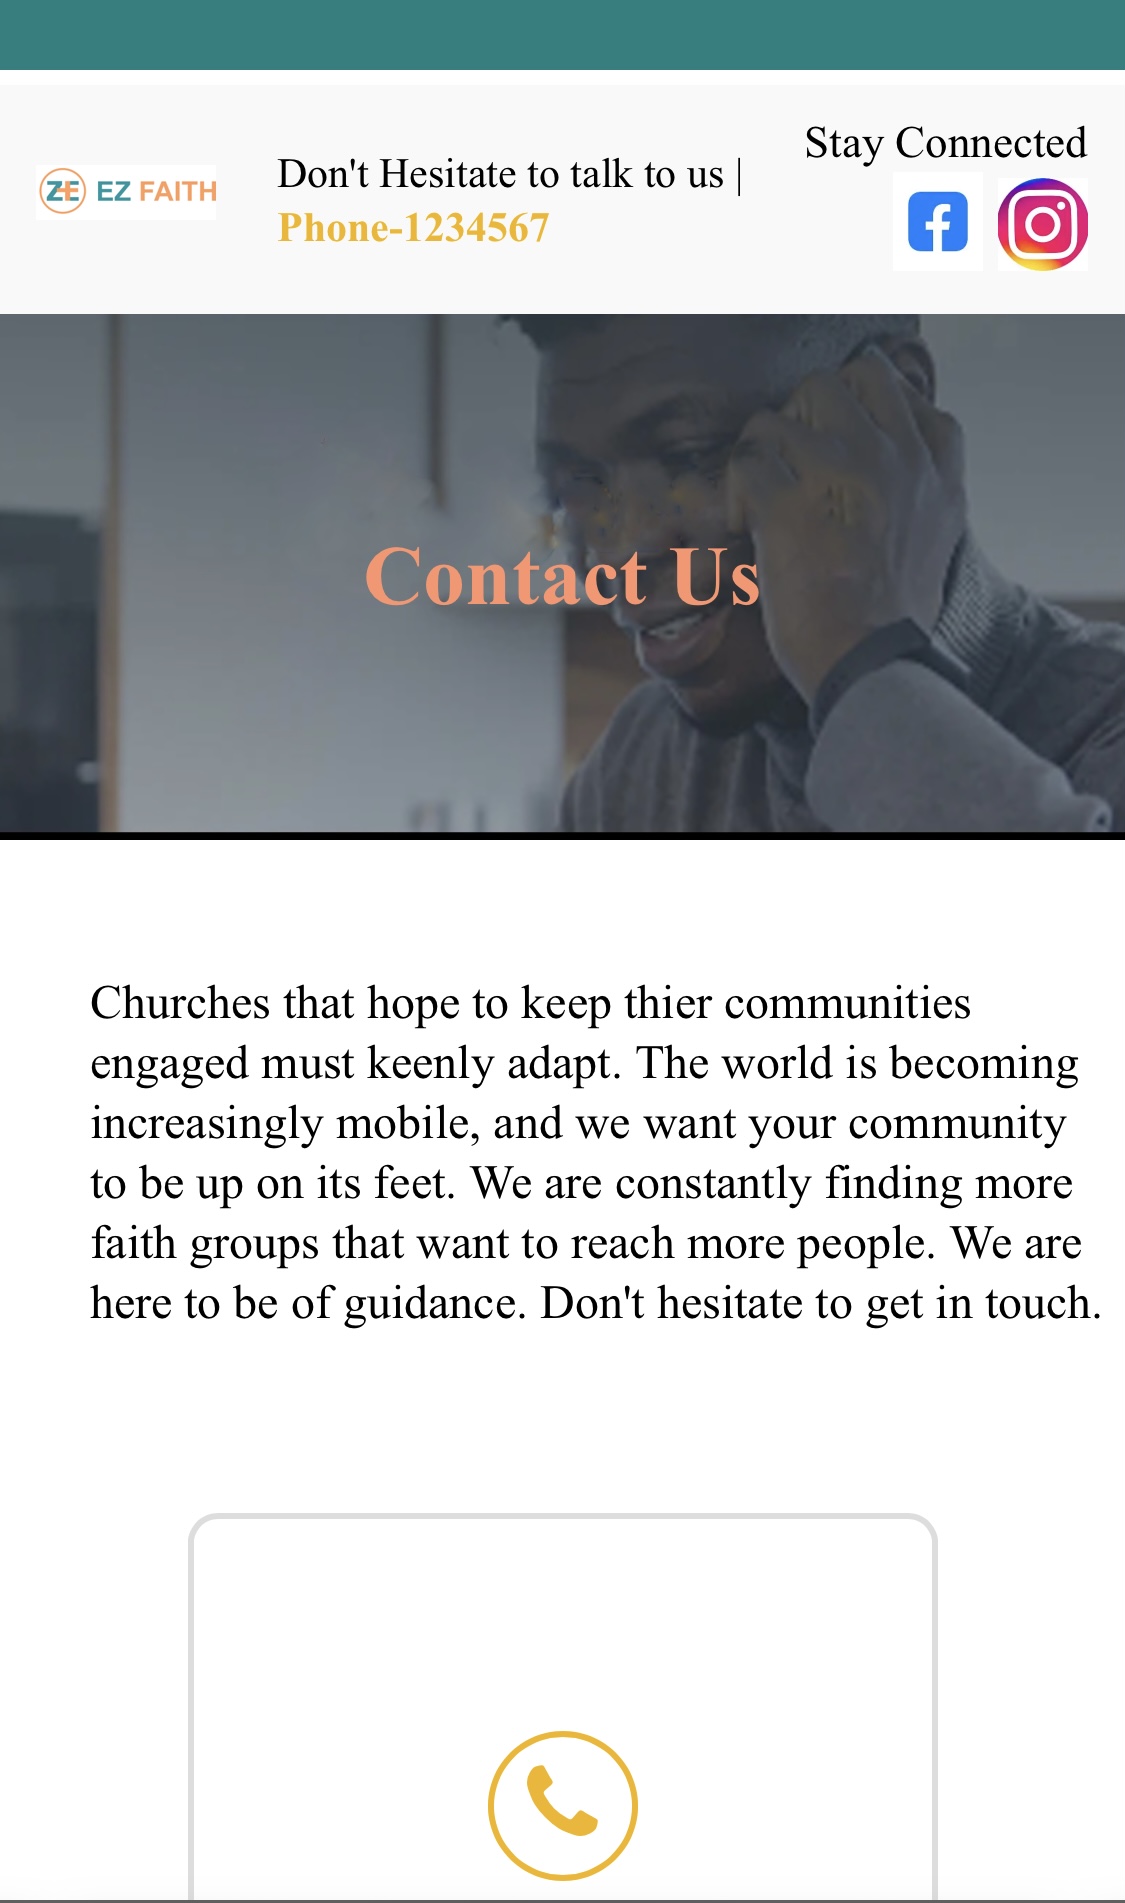 EZ FAITH
Don't Hesitate to talk to us |
Phone-1234567
Stay Connected
Contact Us
Churches that hope to keep thier communities
engaged must keenly adapt. The world is becoming
increasingly mobile, and we want your community
to be up on its feet. We are constantly finding more
faith groups that want to reach more people. We are
here to be of guidance. Don't hesitate to get in touch.